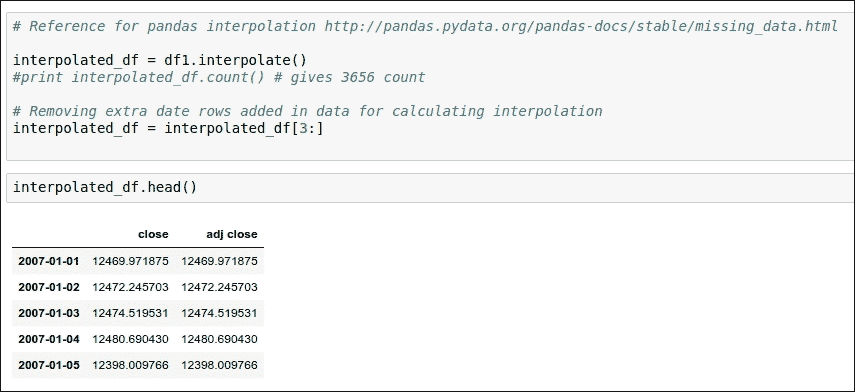 # Reference for pandas interpolation http://pandas.pydata.org/pandas-docs/stable/missing_data.html
interpolated_df = df1.interpolate()
#print interpolated_df.count() # gives 3656 count
# Removing extra date rows added in data for calculating interpolation
interpolated_df = interpolated_df[3:]
interpolated_df.head()
close adj close
2007-01-01 12469.971875 12469.971875
2007-01-02 12472.245703 12472.245703
2007-01-03 12474.519531 12474.519531
2007-01-04 12480.690430 12480.690430
2007-01-05 12398.009766 12398.009766